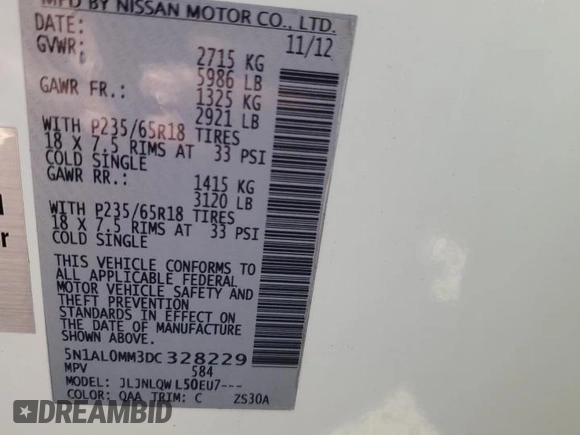 MFD BY NISSAN MOTOR CO., LTD.
DATE: 11/12
GVWR: 2715 KG
5986 LB
GAWR FR.: 1325 KG
2921 LB
WITH P235/65R18 TIRES
18 X 7.5 RIMS AT 33 PSI
COLD SINGLE
GAWR RR.: 1415 KG
3120 LB
WITH P235/65R18 TIRES
18 X 7.5 RIMS AT 33 PSI
COLD SINGLE
THIS VEHICLE CONFORMS TO
ALL APPLICABLE FEDERAL
MOTOR VEHICLE SAFETY AND
THEFT PREVENTION
STANDARDS IN EFFECT ON
DATE OF MANUFACTURE
5N1AL0MM3DC328229
MPV 584
MODEL: JLJNLQWL50EU7---
COLOR: QAA TRIM: C ZS30A
r
DREAMBID